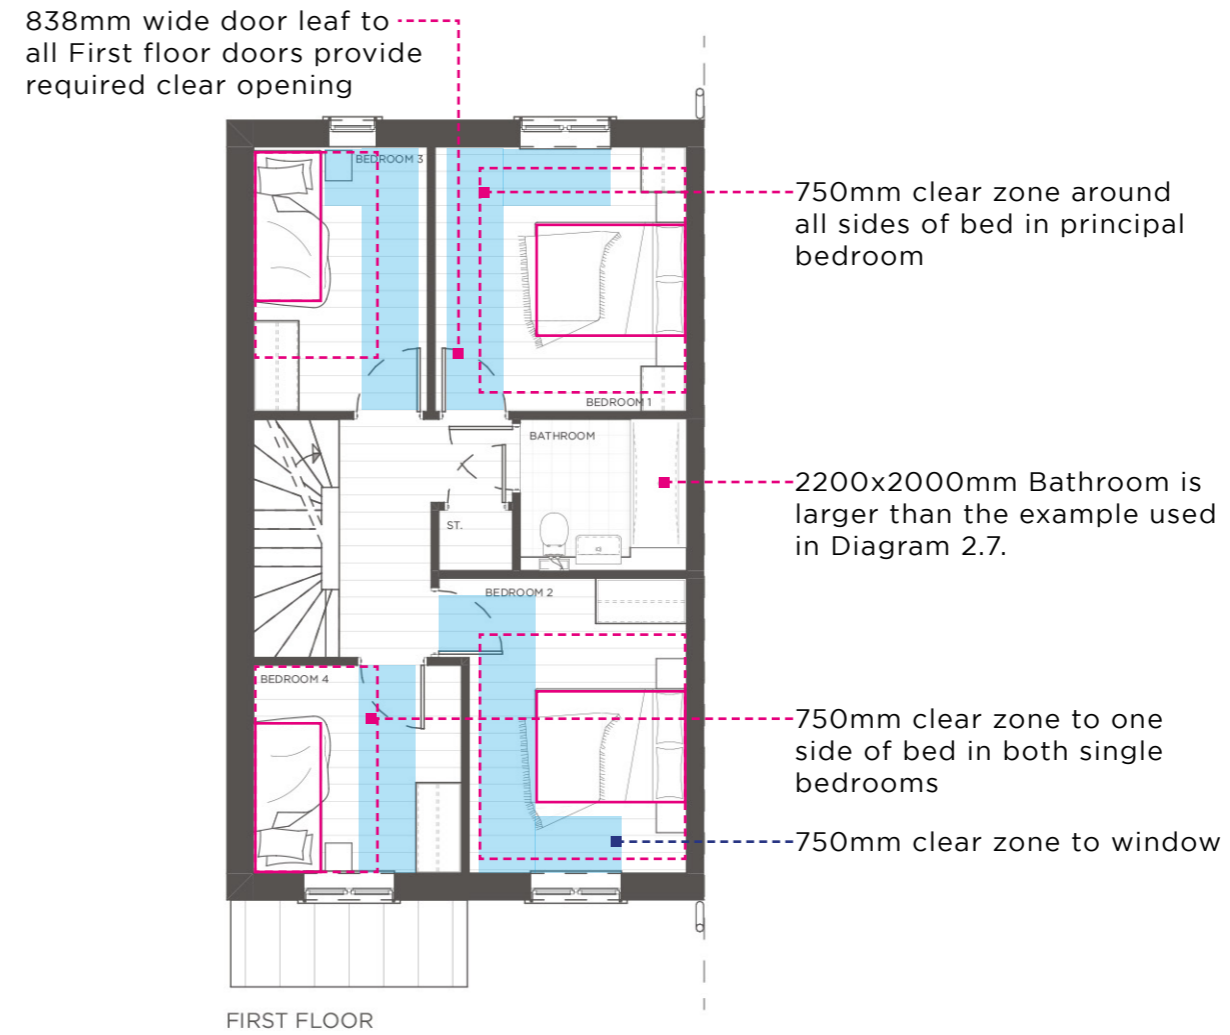 838mm wide door leaf to
all First floor doors provide
required clear opening
BEDROOM 3
750mm clear zone around
all sides of bed in principal
bedroom
BEDROOM 1
BATHROOM
2200x2000mm Bathroom is
larger than the example used
in Diagram 2.7.
ST.
BEDROOM 2
BEDROOM 4
750mm clear zone to one
side of bed in both single
bedrooms
750mm clear zone to window
FIRST FLOOR